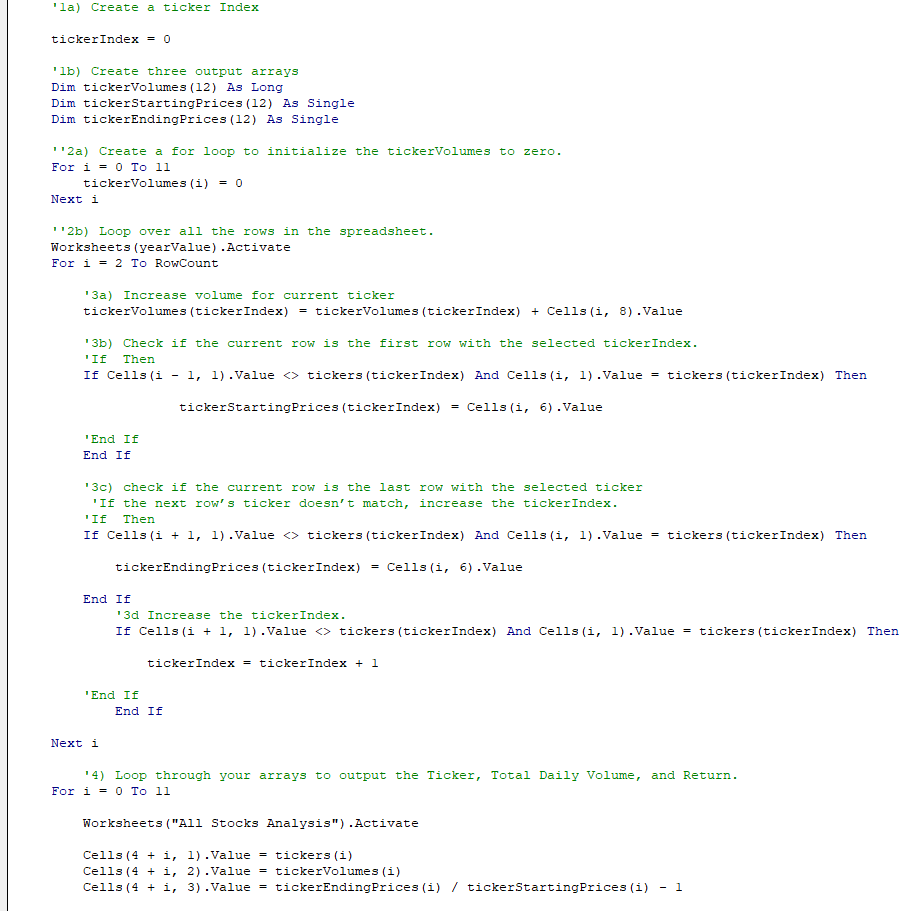 '1a) Create a ticker Index
tickerIndex = 0
'1b) Create three output arrays
Dim tickerVolumes(12) As Long
Dim tickerStartingPrices(12) As Single
Dim tickerEndingPrices(12) As Single
''2a) Create a for loop to initialize the tickerVolumes to zero.
For i = 0 To 11
tickerVolumes(i) = 0
Next i
''2b) Loop over all the rows in the spreadsheet.
Worksheets(yearValue).Activate
For i = 2 To RowCount
'3a) Increase volume for current ticker
tickerVolumes(tickerIndex) = tickerVolumes(tickerIndex) + Cells(i, 8).Value
'3b) Check if the current row is the first row with the selected tickerIndex.
'If  Then
If Cells(i - 1, 1).Value <> tickers(tickerIndex) And Cells(i, 1).Value = tickers(tickerIndex) Then
tickerStartingPrices(tickerIndex) = Cells(i, 6).Value
'End If
End If
'3c) check if the current row is the last row with the selected ticker
'If the next row’s ticker doesn’t match, increase the tickerIndex.
'If  Then
If Cells(i + 1, 1).Value <> tickers(tickerIndex) And Cells(i, 1).Value = tickers(tickerIndex) Then
tickerEndingPrices(tickerIndex) = Cells(i, 6).Value
End If
'3d Increase the tickerIndex.
If Cells(i + 1, 1).Value <> tickers(tickerIndex) And Cells(i, 1).Value = tickers(tickerIndex) Then
tickerIndex = tickerIndex + 1
'End If
End If
Next i
'4) Loop through your arrays to output the Ticker, Total Daily Volume, and Return.
For i = 0 To 11
Worksheets("All Stocks Analysis").Activate
Cells(4 + i, 1).Value = tickers(i)
Cells(4 + i, 2).Value = tickerVolumes(i)
Cells(4 + i, 3).Value = tickerEndingPrices(i) / tickerStartingPrices(i) - 1